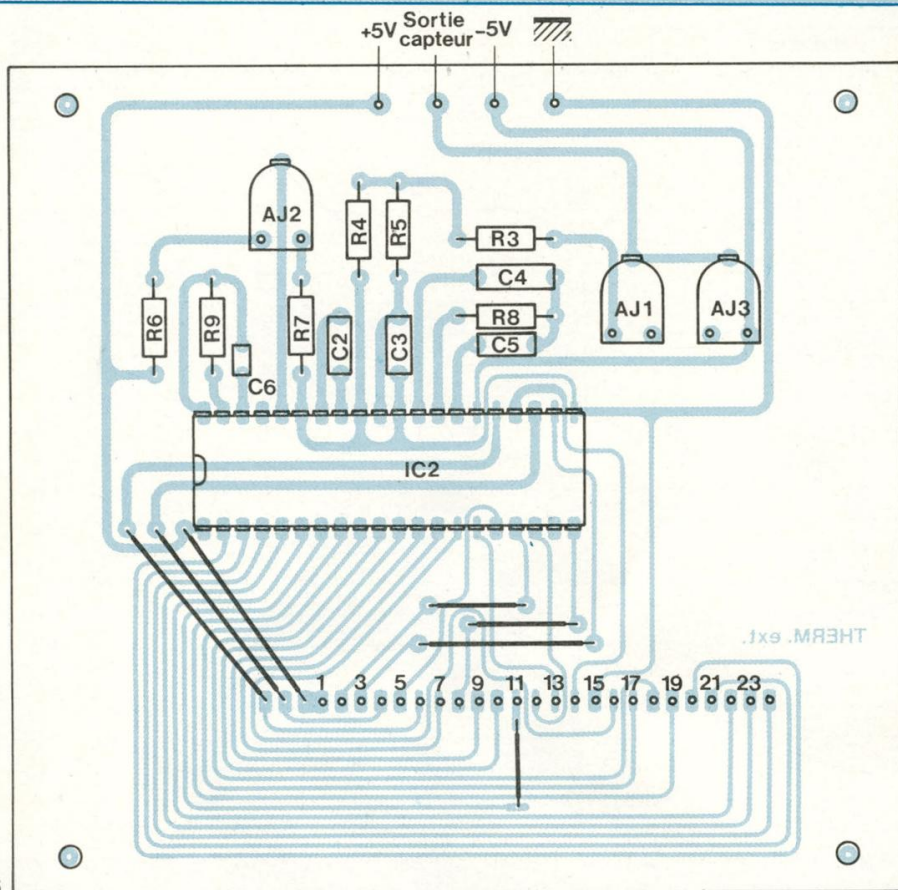 +5V Sortie capteur -5V
AJ2
R4
R5
R3
C4
AJ1
AJ3
R6
R9
R7
C2
C3
R8
C5
C6
IC2
THERM. ext.
1 3 5 7 9 11 13 15 17 19 21 23